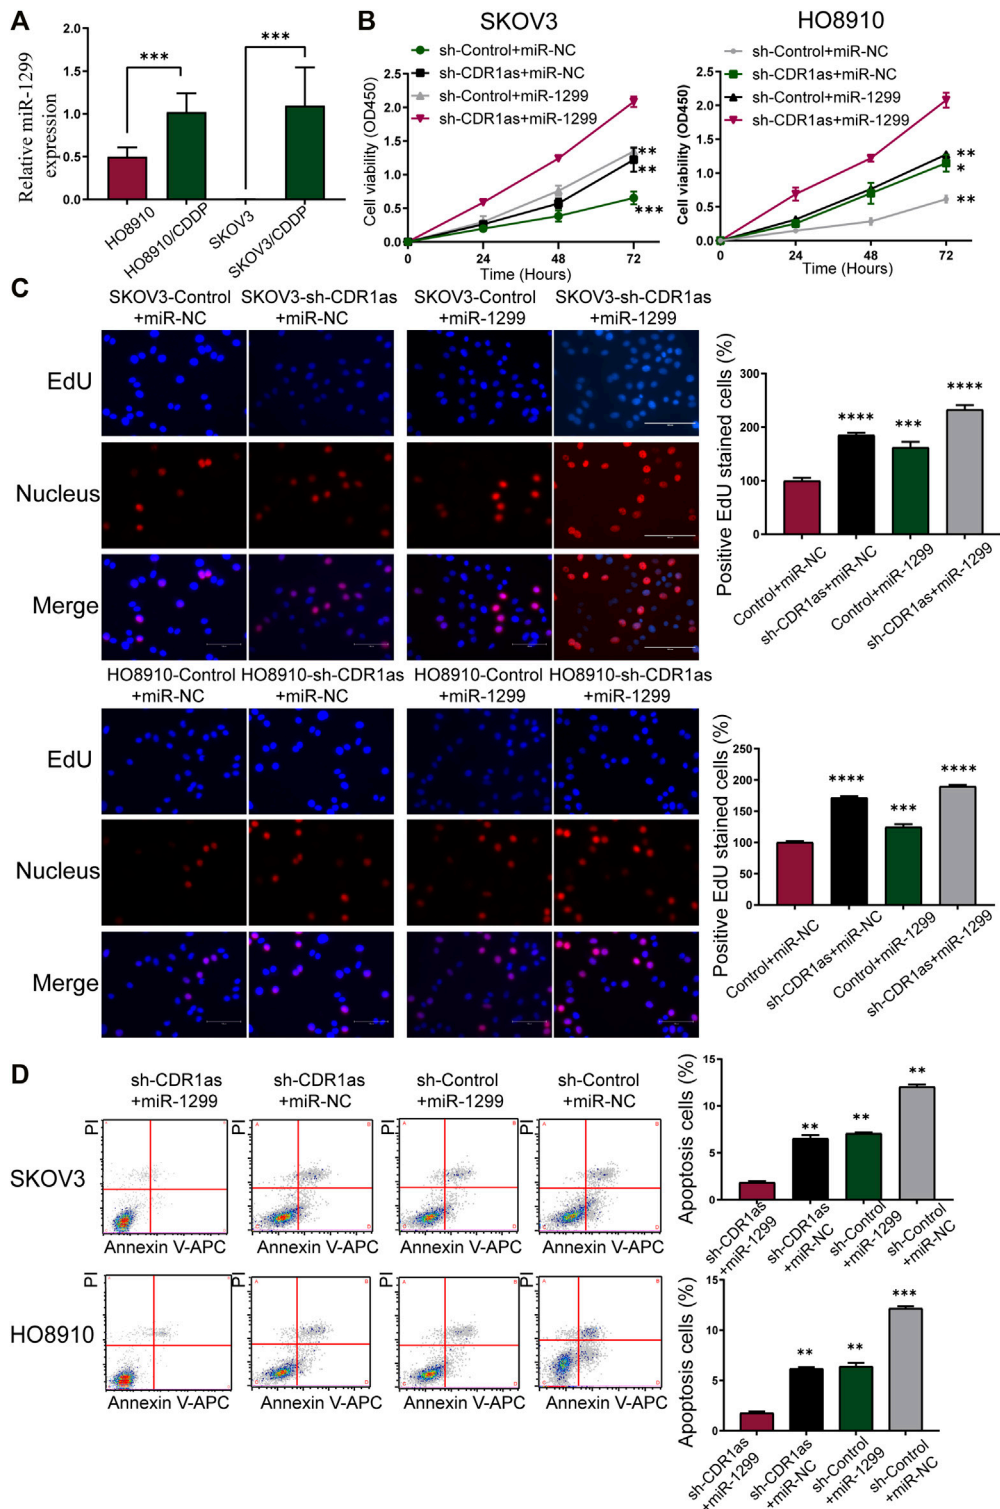 A
Relative miR-1299
expression
2.0
1.5
1.0
0.5
0.0
***
***
HO8910
HO8910/CDDP
SKOV3
SKOV3/CDDP
B
SKOV3
sh-Control+miR-NC
sh-CDR1as+miR-NC
sh-Control+miR-1299
sh-CDR1as+miR-1299
Cell viability (OD450)
2.5
2.0
1.5
1.0
0.5
0.0
0
24
48
72
Time (Hours)
**
**
***
HO8910
sh-Control+miR-NC
sh-CDR1as+miR-NC
sh-Control+miR-1299
sh-CDR1as+miR-1299
Cell viability (OD450)
2.5
2.0
1.5
1.0
0.5
0.0
0
24
48
72
Time (Hours)
**
*
**
C
SKOV3-Control
+miR-NC
SKOV3-sh-CDR1as
+miR-NC
SKOV3-Control
+miR-1299
SKOV3-sh-CDR1as
+miR-1299
EdU
Nucleus
Merge
Positive EdU stained cells (%)
300
200
100
0
****
***
****
Control+miR-NC
sh-CDR1as+miR-NC
Control+miR-1299
sh-CDR1as+miR-1299
HO8910-Control
+miR-NC
HO8910-sh-CDR1as
+miR-NC
HO8910-Control
+miR-1299
HO8910-sh-CDR1as
+miR-1299
EdU
Nucleus
Merge
Positive EdU stained cells (%)
250
200
150
100
50
0
****
***
****
Control+miR-NC
sh-CDR1as+miR-NC
Control+miR-1299
sh-CDR1as+miR-1299
D
sh-CDR1as
+miR-1299
sh-CDR1as
+miR-NC
sh-Control
+miR-1299
sh-Control
+miR-NC
SKOV3
PI
PI
PI
PI
Annexin V-APC
Annexin V-APC
Annexin V-APC
Annexin V-APC
Apoptosis cells (%)
15
10
5
0
**
**
**
sh-CDR1as
+miR-1299
sh-CDR1as
+miR-NC
sh-Control
+miR-1299
sh-Control
+miR-NC
HO8910
PI
PI
PI
PI
Annexin V-APC
Annexin V-APC
Annexin V-APC
Annexin V-APC
Apoptosis cells (%)
15
10
5
0
**
**
***
sh-CDR1as
+miR-1299
sh-CDR1as
+miR-NC
sh-Control
+miR-1299
sh-Control
+miR-NC